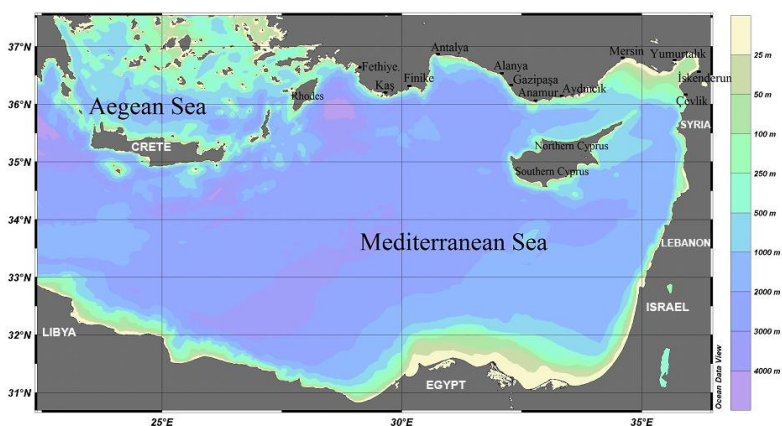 37°N
36°N
35°N
34°N
33°N
32°N
31°N
25°E
30°E
35°E
Aegean Sea
Mediterranean Sea
CRETE
Rhodes
Fethiye
Kaş
Finike
Antalya
Alanya
Gazipaşa
Anamur
Aydıncık
Mersin
Yumurtalık
İskenderun
Çevlik
SYRIA
Northern Cyprus
Southern Cyprus
LEBANON
ISRAEL
LIBYA
EGYPT
Ocean Data View
25 m
50 m
100 m
200 m
500 m
1000 m
2000 m
3000 m
4000 m